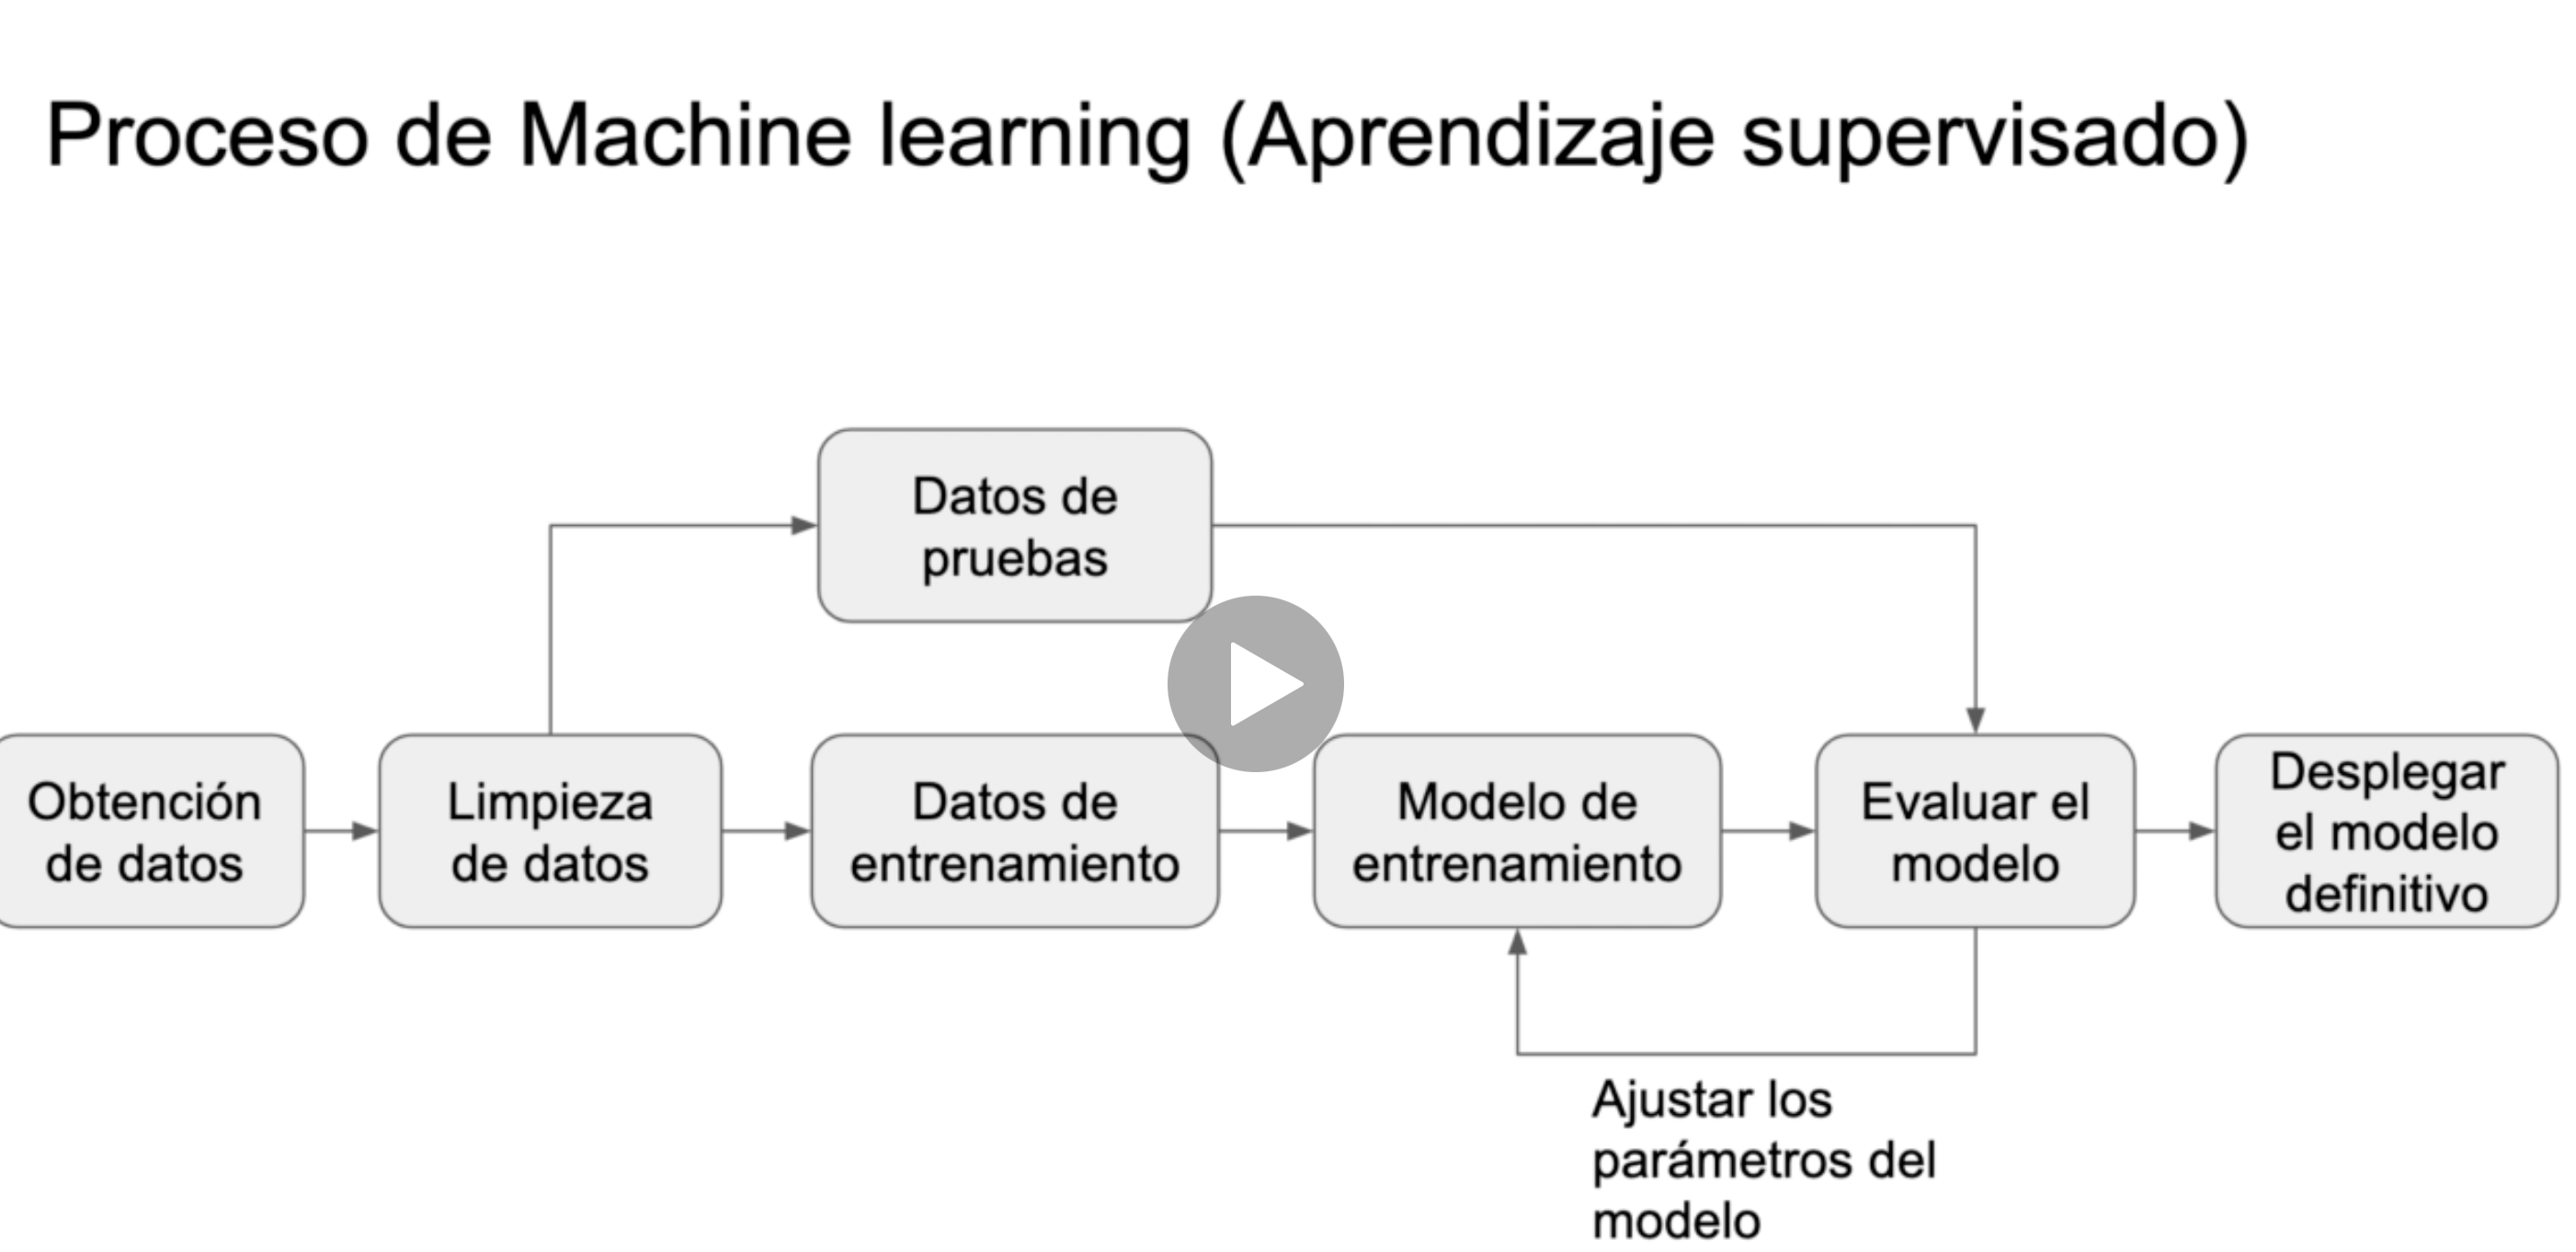 Proceso de Machine learning (Aprendizaje supervisado)
Datos de
pruebas
Obtención
de datos
Limpieza
de datos
Datos de
entrenamiento
Modelo de
entrenamiento
Evaluar el
modelo
Desplegar
el modelo
definitivo
Ajustar los
parámetros del
modelo